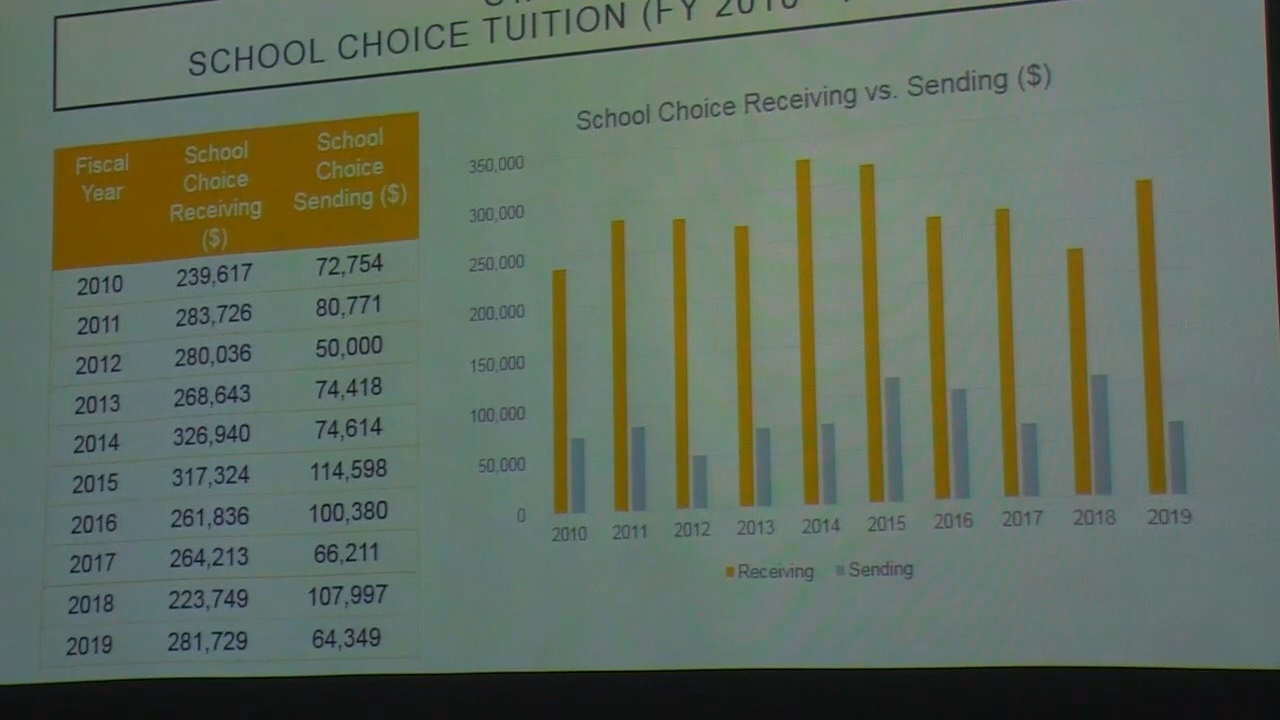 SCHOOL CHOICE TUITION (FY
Fiscal Year
School Choice Receiving ($)
School Choice Sending ($)
2010 239,617 72,754
2011 283,726 80,771
2012 280,036 50,000
2013 268,643 74,418
2014 326,940 74,614
2015 317,324 114,598
2016 261,836 100,380
2017 264,213 66,211
2018 223,749 107,997
2019 281,729 64,349
School Choice Receiving vs. Sending ($)
350,000
300,000
250,000
200,000
150,000
100,000
50,000
0
2010 2011 2012 2013 2014 2015 2016 2017 2018 2019
Receiving Sending